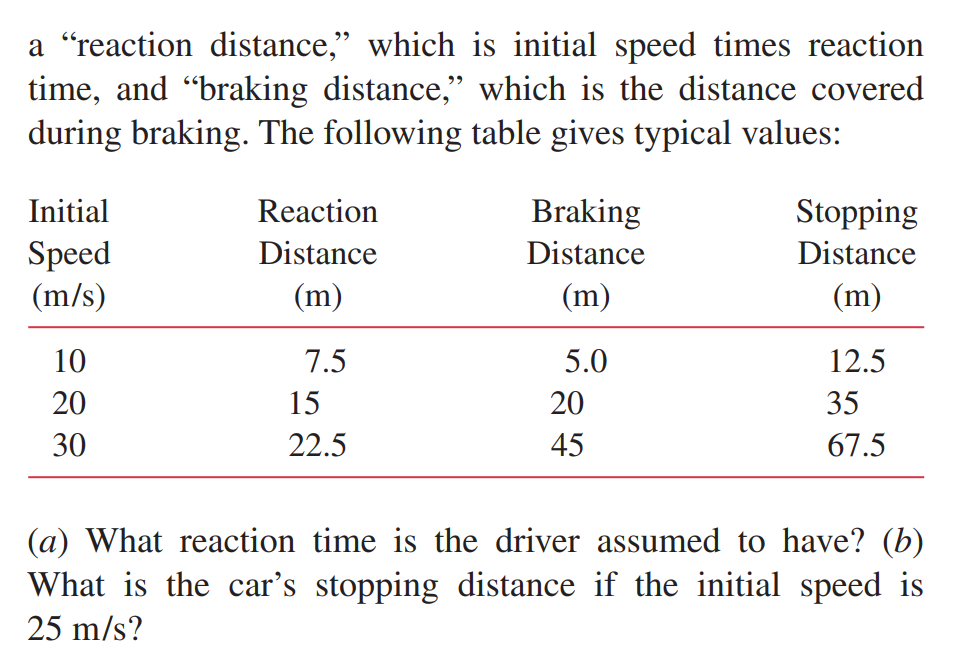 a “reaction distance,” which is initial speed times reaction
time, and “braking distance,” which is the distance covered
during braking. The following table gives typical values:
Initial Reaction Braking Stopping
Speed Distance Distance Distance
(m/s) (m) (m) (m)
10 7.5 5.0 12.5
20 15 20 35
30 22.5 45 67.5
(a) What reaction time is the driver assumed to have? (b)
What is the car’s stopping distance if the initial speed is
25 m/s?